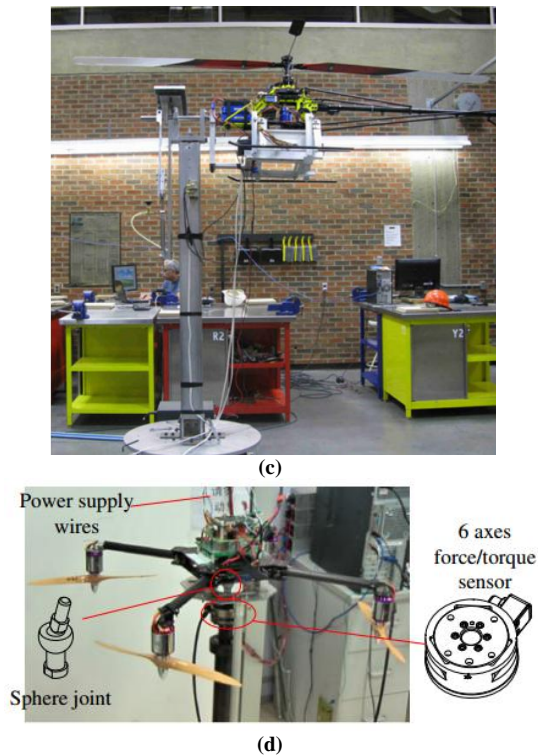 R2
Y2
(c)
Power supply
wires
6 axes
force/torque
sensor
Sphere joint
(d)